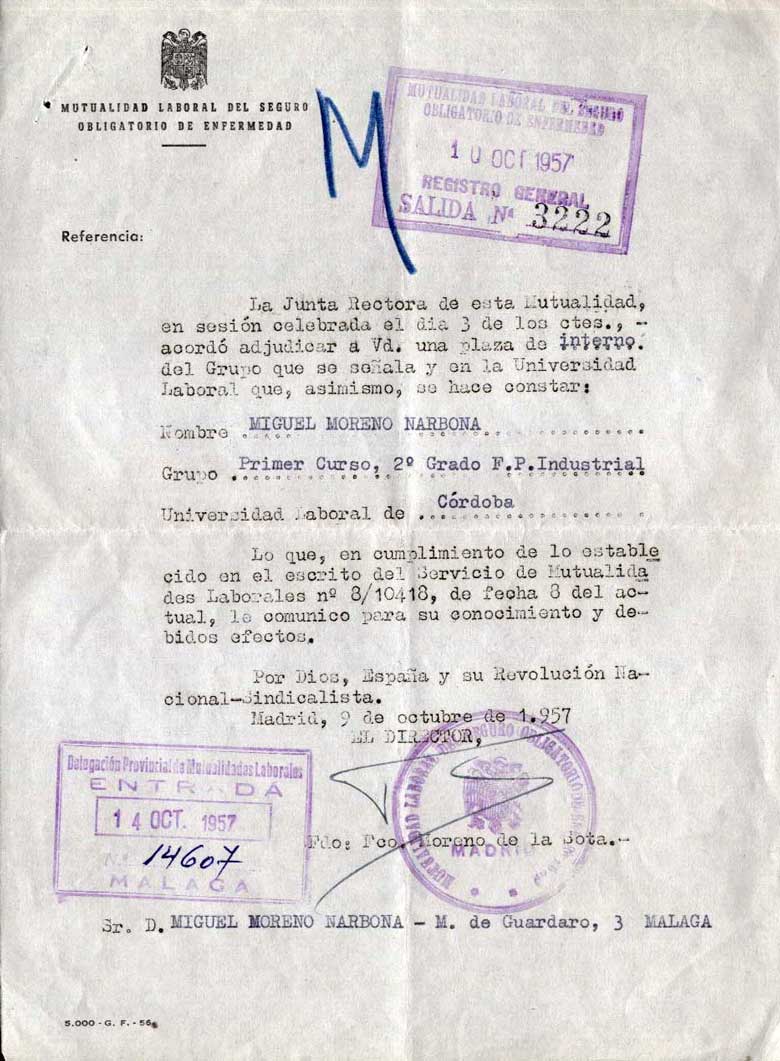 MUTUALIDAD LABORAL DEL SEGURO
OBLIGATORIO DE ENFERMEDAD
M
MUTUALIDAD LABORAL DEL SEGURO
OBLIGATORIO DE ENFERMEDAD
10 OCT 1957
REGISTRO GENERAL
SALIDA Nº 3222
Referencia:
La Junta Rectora de esta Mutualidad,
en sesión celebrada el dia 3 de los ctes., -
acordó adjudicar a Vd. una plaza de interno.
del Grupo que se señala y en la Universidad
Laboral que, asimismo, se hace constar:
Nombre MIGUEL MORENO NARBONA
Grupo Primer Curso, 2º Grado F.P.Industrial
Universidad Laboral de Córdoba
Lo que, en cumplimiento de lo estable
cido en el escrito del Servicio de Mutualida
des Laborales nº 8/10418, de fecha 8 del ac-
tual, le comunico para su conocimiento y de-
bidos efectos.
Por Dios, España y su Revolución Na-
cional-Sindicalista.
Madrid, 9 de octubre de 1.957
EL DIRECTOR,
Delegación Provincial de Mutualidades Laborales
ENTRADA
14 OCT. 1957
Nº 14607
MALAGA
MUTUALIDAD LABORAL DEL SEGURO OBLIGATORIO DE
MADRID
Fdo: Fco. Moreno de la Sota.-
Sr. D. MIGUEL MORENO NARBONA - M. de Guardaro, 3 MALAGA
5.000 - G. F. - 56